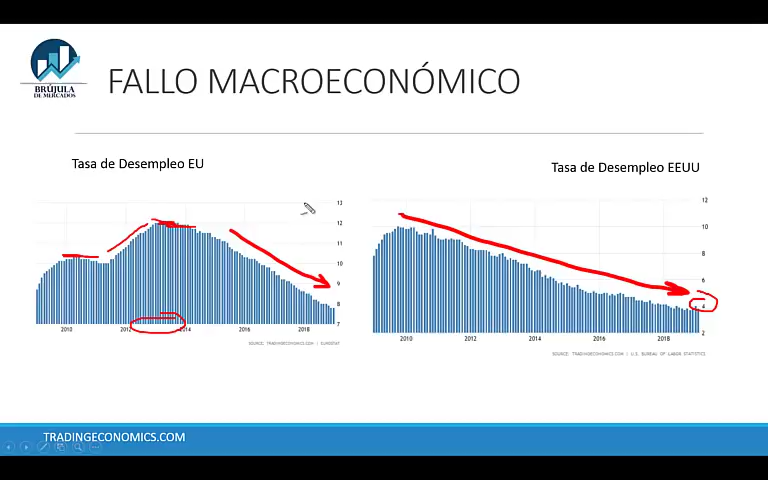 BRÚJULA
DE MERCADOS
FALLO MACROECONÓMICO
Tasa de Desempleo EU
Tasa de Desempleo EEUU
13
12
11
10
9
8
7
2010
2012
2014
2016
2018
SOURCE: TRADINGECONOMICS.COM | EUROSTAT
12
10
8
6
4
2
2010
2012
2014
2016
2018
SOURCE: TRADINGECONOMICS.COM | U.S. BUREAU OF LABOR STATISTICS
TRADINGECONOMICS.COM